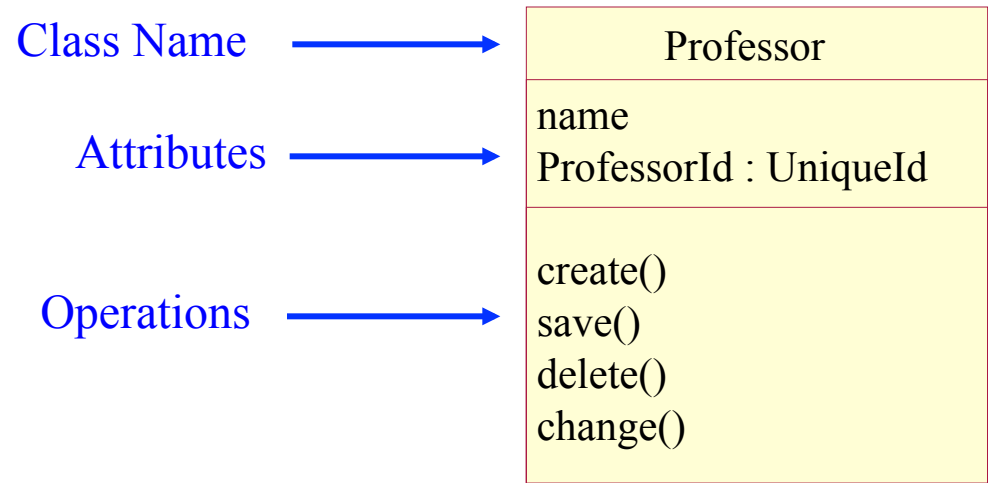 Class Name
Professor
Attributes
name
ProfessorId : UniqueId
Operations
create()
save()
delete()
change()